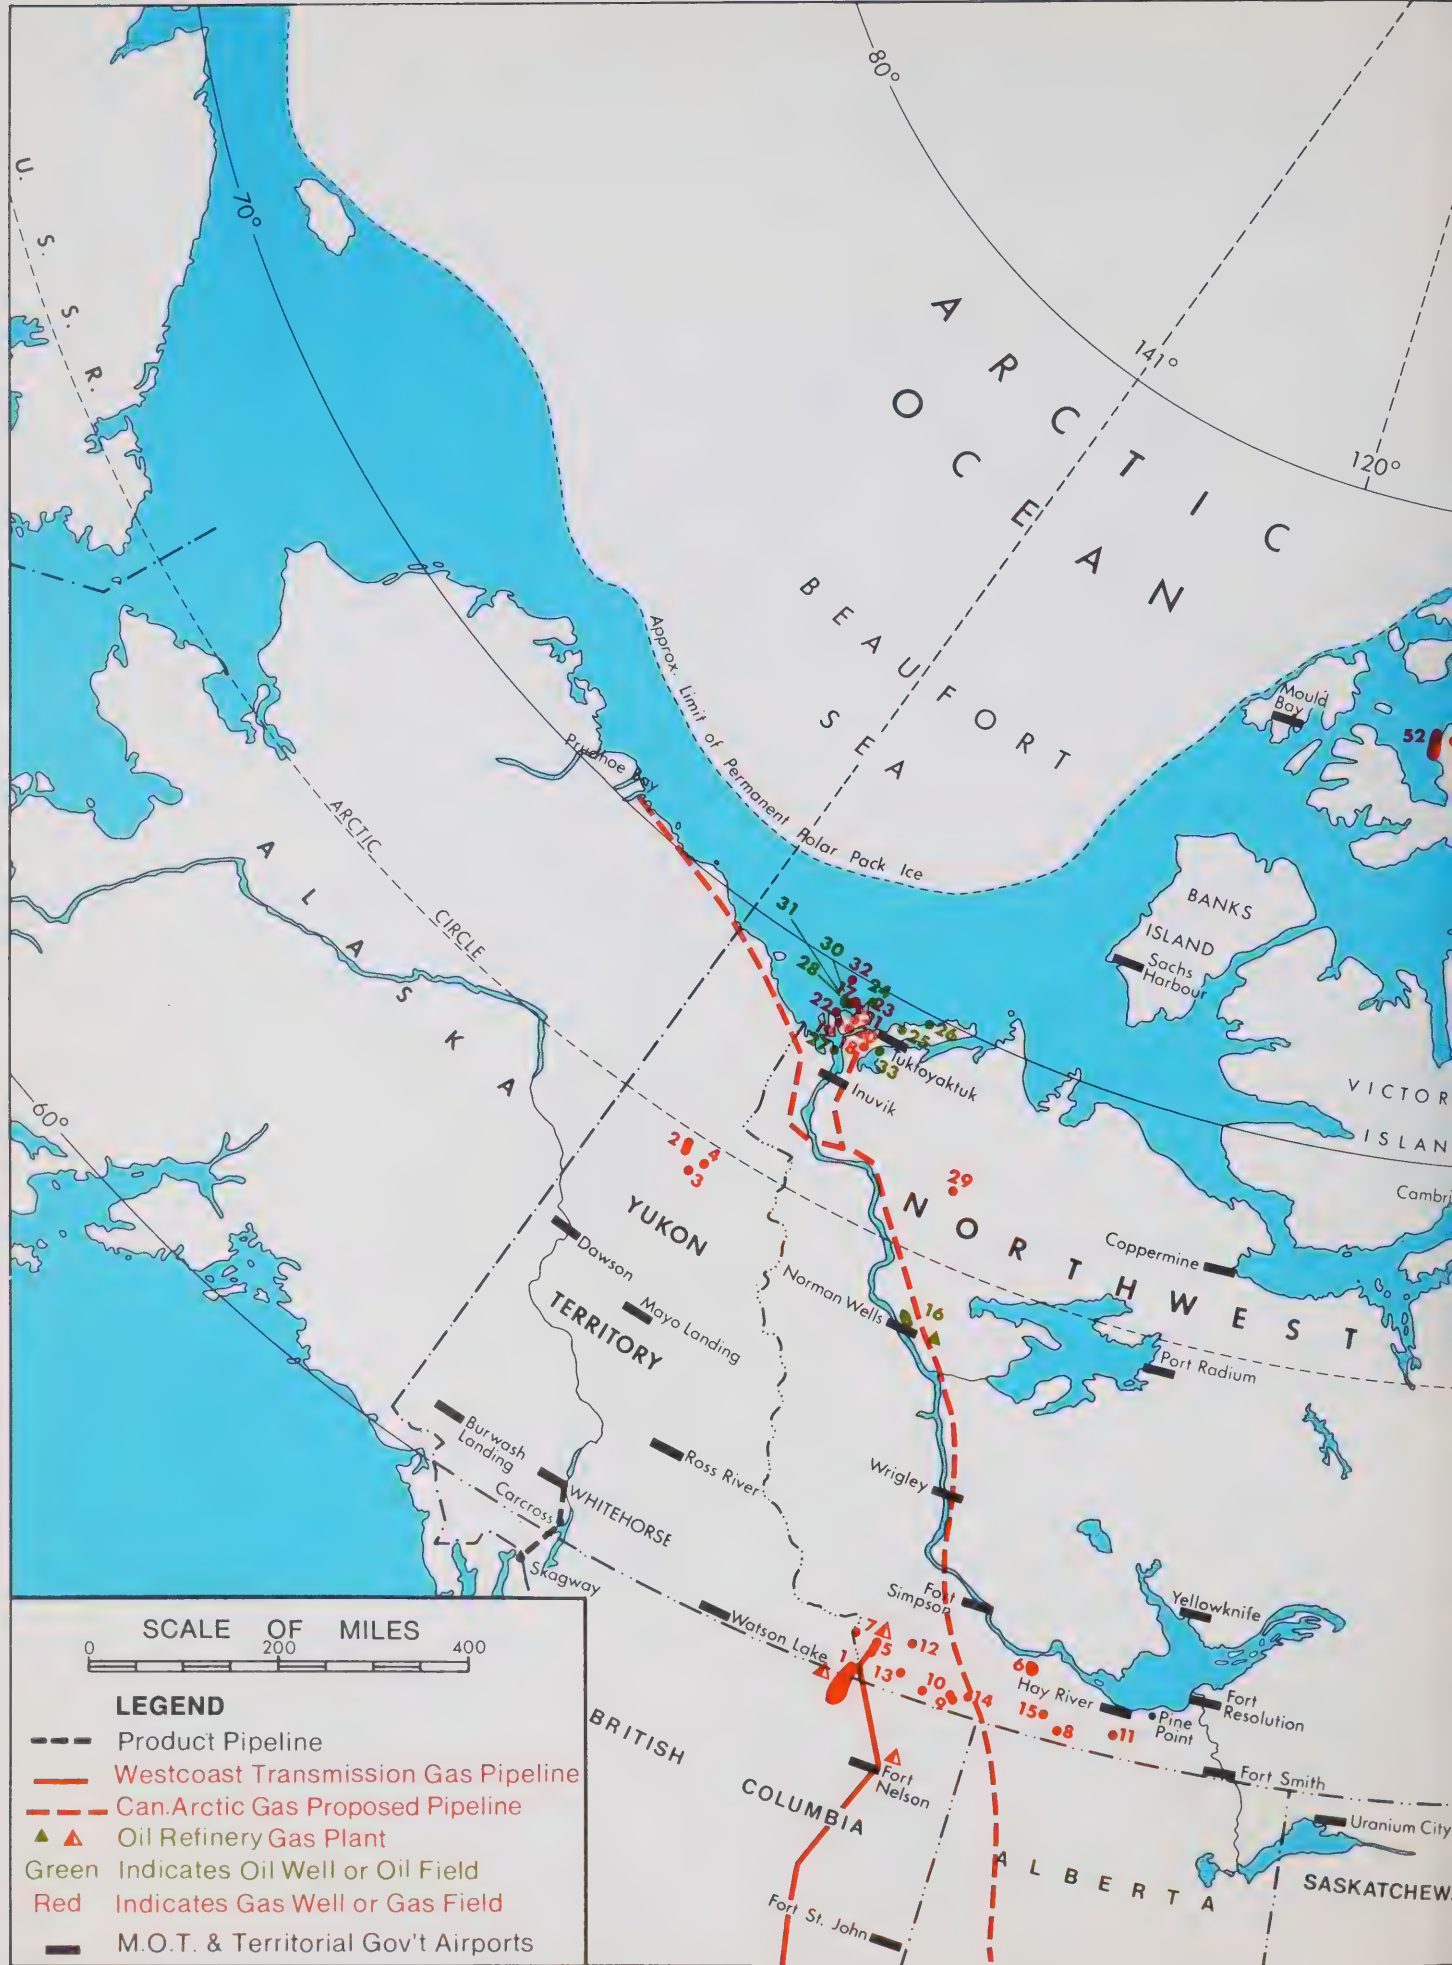 80°
70°
U. S. S. R.
ARCTIC
OCEAN
141°
120°
BEAUFORT
SEA
Approx. Limit of Permanent Polar Pack Ice
Mould
Bay
52
Prudhoe Bay
ARCTIC CIRCLE
ALASKA
BANKS
ISLAND
Sachs
Harbour
31
30
32
28
24
17
23
22
26
25
27
33
Tuktoyaktuk
Inuvik
VICTOR
ISLAN
Cambri
60°
2
4
3
29
YUKON
TERRITORY
NORTHWEST
Coppermine
Dawson
Mayo Landing
Norman Wells
16
Port Radium
Burwash
Landing
Ross River
Wrigley
Carcross
WHITEHORSE
Skagway
Fort
Simpson
Yellowknife
Watson Lake
7
5
12
1
13
10
9
14
6
Hay River
15
8
11
Pine
Point
Fort
Resolution
Fort Smith
Uranium City
BRITISH
COLUMBIA
Fort
Nelson
ALBERTA
SASKATCHEW
Fort St. John
SCALE OF MILES
0 200 400
LEGEND
Product Pipeline
Westcoast Transmission Gas Pipeline
Can.Arctic Gas Proposed Pipeline
Oil Refinery Gas Plant
Green Indicates Oil Well or Oil Field
Red Indicates Gas Well or Gas Field
M.O.T. & Territorial Gov't Airports